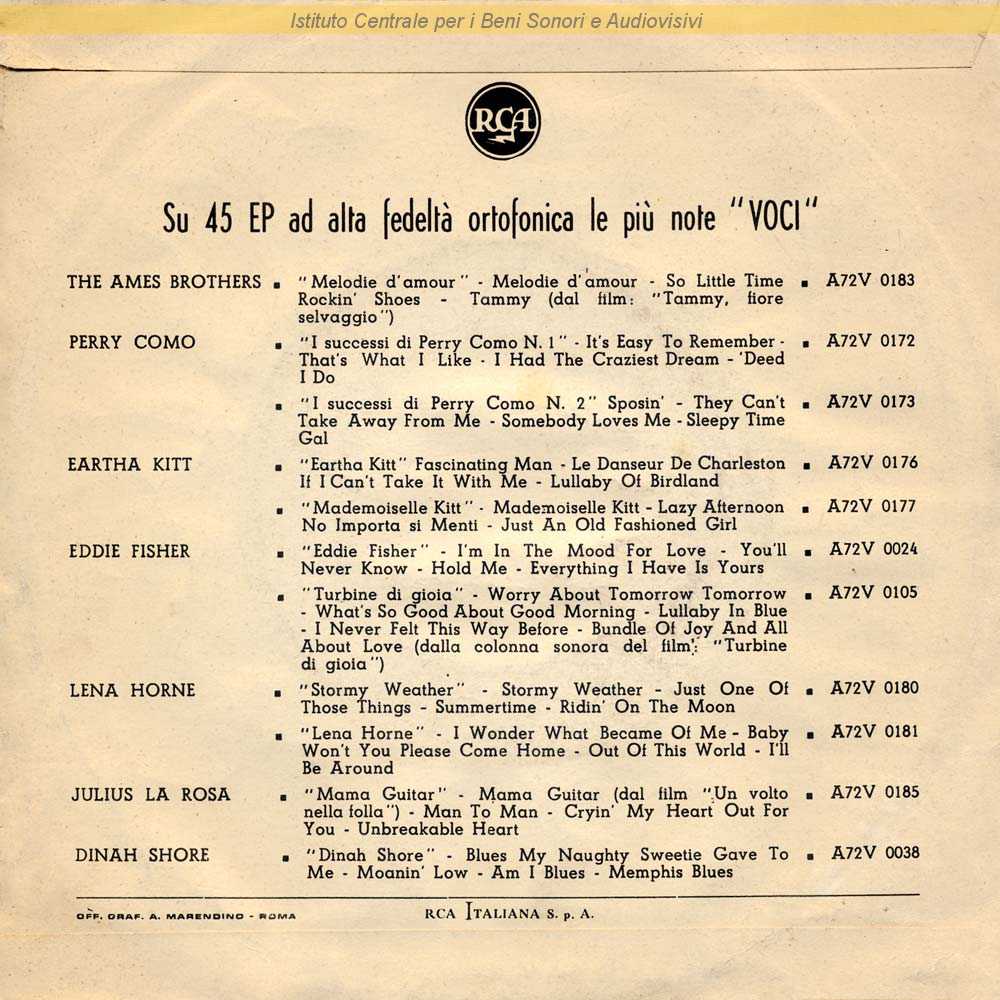 Istituto Centrale per i Beni Sonori e Audiovisivi
RCA
Su 45 EP ad alta fedeltà ortofonica le più note "VOCI"
THE AMES BROTHERS ▪ "Melodie d'amour" - Melodie d'amour - So Little Time ▪ A72V 0183
Rockin' Shoes - Tammy (dal film: "Tammy, fiore
selvaggio")
PERRY COMO ▪ "I successi di Perry Como N. 1" - It's Easy To Remember - ▪ A72V 0172
That's What I Like - I Had The Craziest Dream - 'Deed
I Do
▪ "I successi di Perry Como N. 2" Sposin' - They Can't ▪ A72V 0173
Take Away From Me - Somebody Loves Me - Sleepy Time
Gal
EARTHA KITT ▪ "Eartha Kitt" Fascinating Man - Le Danseur De Charleston ▪ A72V 0176
If I Can't Take It With Me - Lullaby Of Birdland
▪ "Mademoiselle Kitt" - Mademoiselle Kitt - Lazy Afternoon ▪ A72V 0177
No Importa si Menti - Just An Old Fashioned Girl
EDDIE FISHER ▪ "Eddie Fisher" - I'm In The Mood For Love - You'll ▪ A72V 0024
Never Know - Hold Me - Everything I Have Is Yours
▪ "Turbine di gioia" - Worry About Tomorrow Tomorrow ▪ A72V 0105
- What's So Good About Good Morning - Lullaby In Blue
- I Never Felt This Way Before - Bundle Of Joy And All
About Love (dalla colonna sonora del film: "Turbine
di gioia")
LENA HORNE ▪ "Stormy Weather" - Stormy Weather - Just One Of ▪ A72V 0180
Those Things - Summertime - Ridin' On The Moon
▪ "Lena Horne" - I Wonder What Became Of Me - Baby ▪ A72V 0181
Won't You Please Come Home - Out Of This World - I'll
Be Around
JULIUS LA ROSA ▪ "Mama Guitar" - Mama Guitar (dal film "Un volto ▪ A72V 0185
nella folla") - Man To Man - Cryin' My Heart Out For
You - Unbreakable Heart
DINAH SHORE ▪ "Dinah Shore" - Blues My Naughty Sweetie Gave To ▪ A72V 0038
Me - Moanin' Low - Am I Blues - Memphis Blues
OFF. GRAF. A. MARENDINO - ROMA
RCA ITALIANA S. p. A.